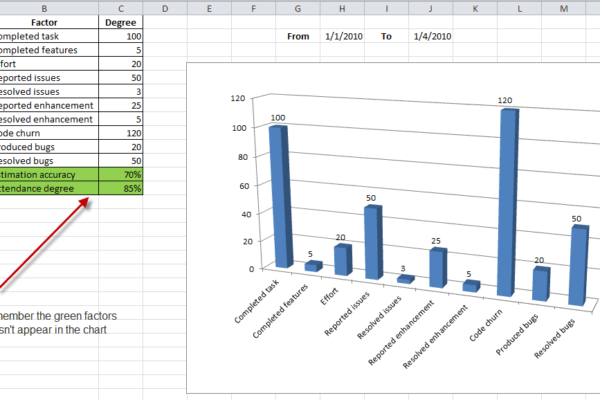 B C D E F G H I J K L M
Factor Degree
ompleted task 100
ompleted features 5
fort 20
eported issues 50
esolved issues 3
eported enhancement 25
esolved enhancement 5
ode churn 120
roduced bugs 20
esolved bugs 50
stimation accuracy 70%
ttendance degree 85%
member the green factors
sn't appear in the chart
From 1/1/2010 To 1/4/2010
120
100
80
60
40
20
0
100 5 20 50 3 25 5 120 20 50
Completed task
Completed features
Effort
Reported issues
Resolved issues
Reported enhancement
Resolved enhancement
Code churn
Produced bugs
Resolved bugs